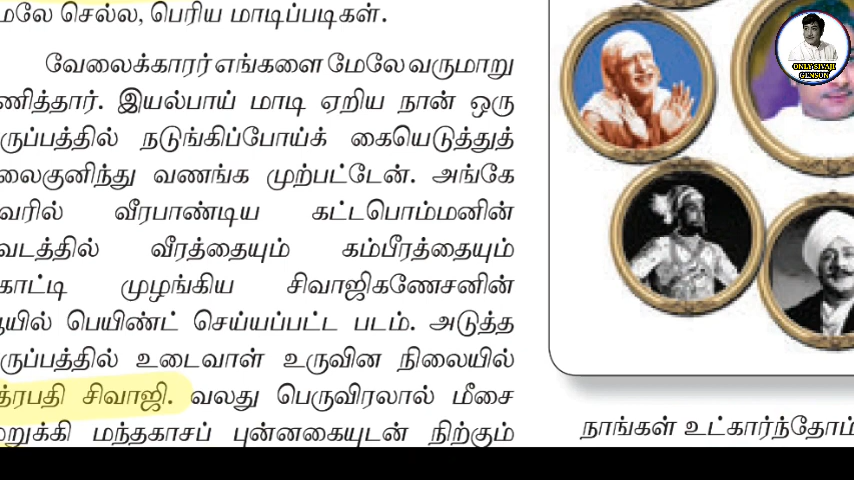 மலே செல்ல, பெரிய மாடிப்படிகள்.
வேலைக்காரர் எங்களை மேலே வருமாறு
ணித்தார். இயல்பாய் மாடி ஏறிய நான் ஒரு
ருப்பத்தில் நடுங்கிப்போய்க் கையெடுத்துத்
லைகுனிந்து வணங்க முற்பட்டேன். அங்கே
வரில் வீரபாண்டிய கட்டபொம்மனின்
வடத்தில் வீரத்தையும் கம்பீரத்தையும்
காட்டி முழங்கிய சிவாஜிகணேசனின்
யில் பெயிண்ட் செய்யப்பட்ட படம். அடுத்த
ருப்பத்தில் உடைவாள் உருவின நிலையில்
த்ரபதி சிவாஜி. வலது பெருவிரலால் மீசை
றுக்கி மந்தகாசப் புன்னகையுடன் நிற்கும்
நாங்கள் உட்கார்ந்தோம்
ONLY SIVAJI
GENSON